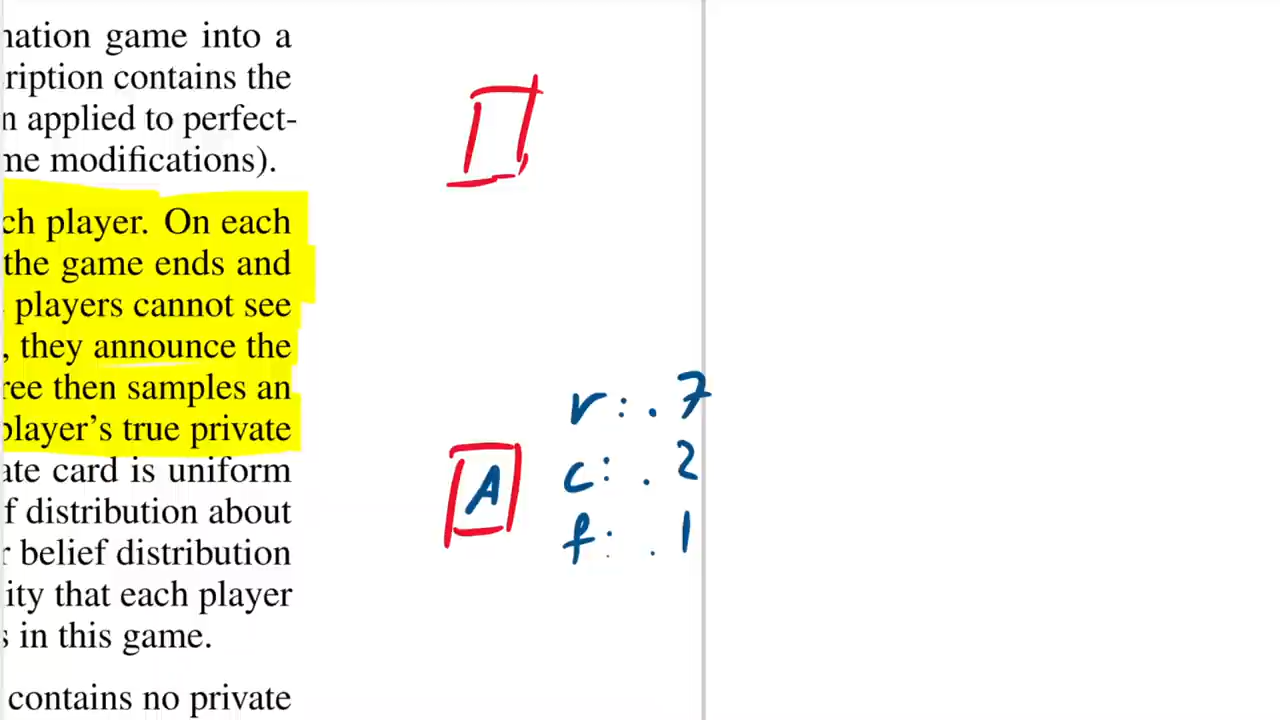 nation game into a
ription contains the
n applied to perfect-
me modifications).
ch player. On each
the game ends and
players cannot see
, they announce the
ree then samples an
player's true private
ate card is uniform
f distribution about
r belief distribution
ity that each player
s in this game.
contains no private
A
r: .7
c: .2
f: .1